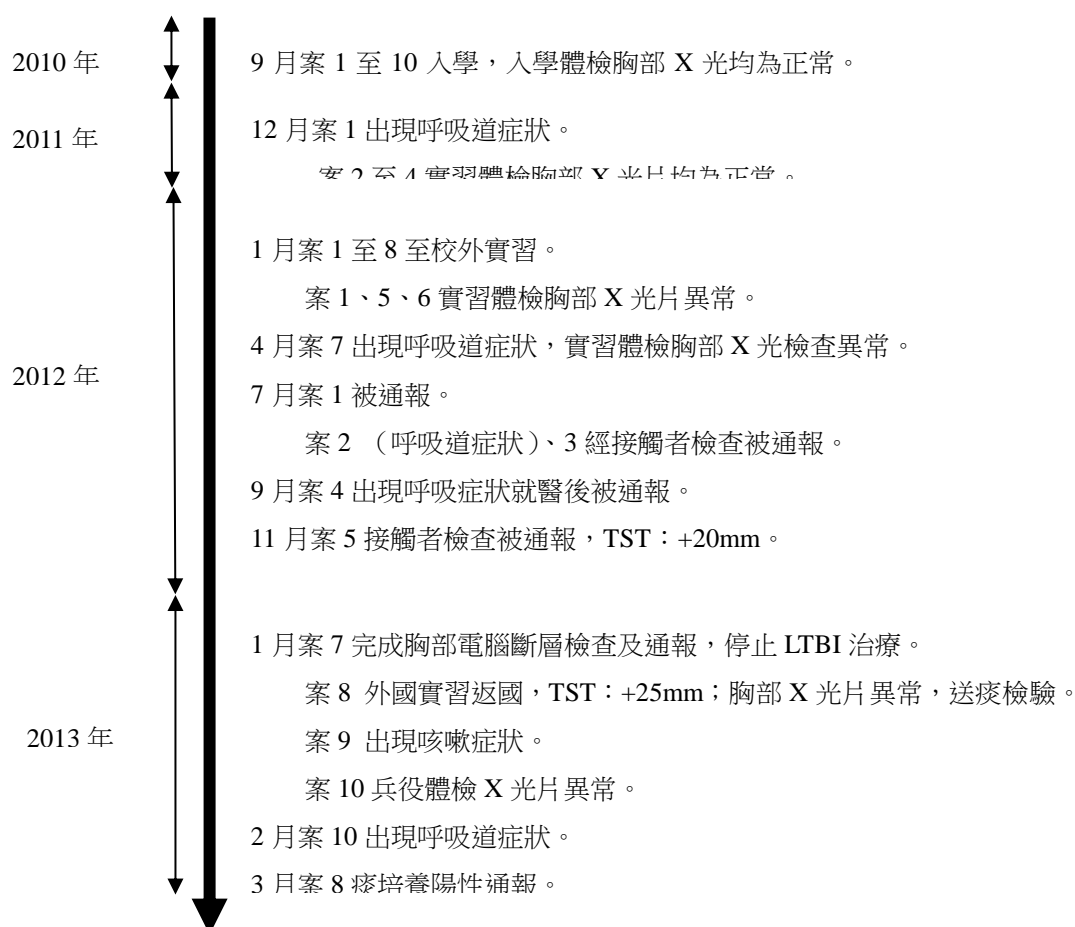 2010 年
9 月案 1 至 10 入學，入學體檢胸部 X 光均為正常。
2011 年
12 月案 1 出現呼吸道症狀。
案 2 至 4 實習體檢胸部 X 光片均為正常。
2012 年
1 月案 1 至 8 至校外實習。
案 1、5、6 實習體檢胸部 X 光片異常。
4 月案 7 出現呼吸道症狀，實習體檢胸部 X 光檢查異常。
7 月案 1 被通報。
案 2 （呼吸道症狀）、3 經接觸者檢查被通報。
9 月案 4 出現呼吸症狀就醫後被通報。
11 月案 5 接觸者檢查被通報，TST：+20mm。
2013 年
1 月案 7 完成胸部電腦斷層檢查及通報，停止 LTBI 治療。
案 8 外國實習返國，TST：+25mm；胸部 X 光片異常，送痰檢驗。
案 9 出現咳嗽症狀。
案 10 兵役體檢 X 光片異常。
2 月案 10 出現呼吸道症狀。
3 月案 8 痰培養陽性通報。